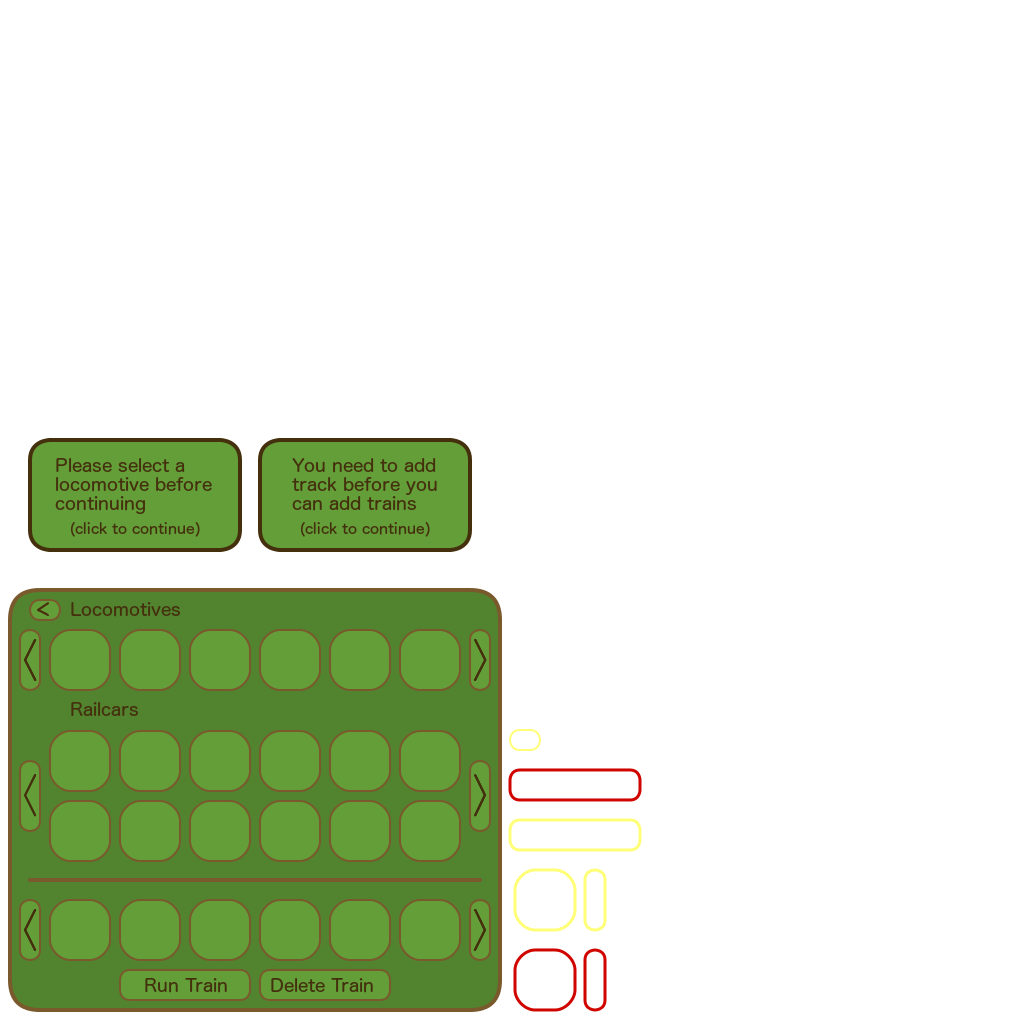 Please select a
locomotive before
continuing
(click to continue)
You need to add
track before you
can add trains
(click to continue)
<
Locomotives
Railcars
Run Train
Delete Train